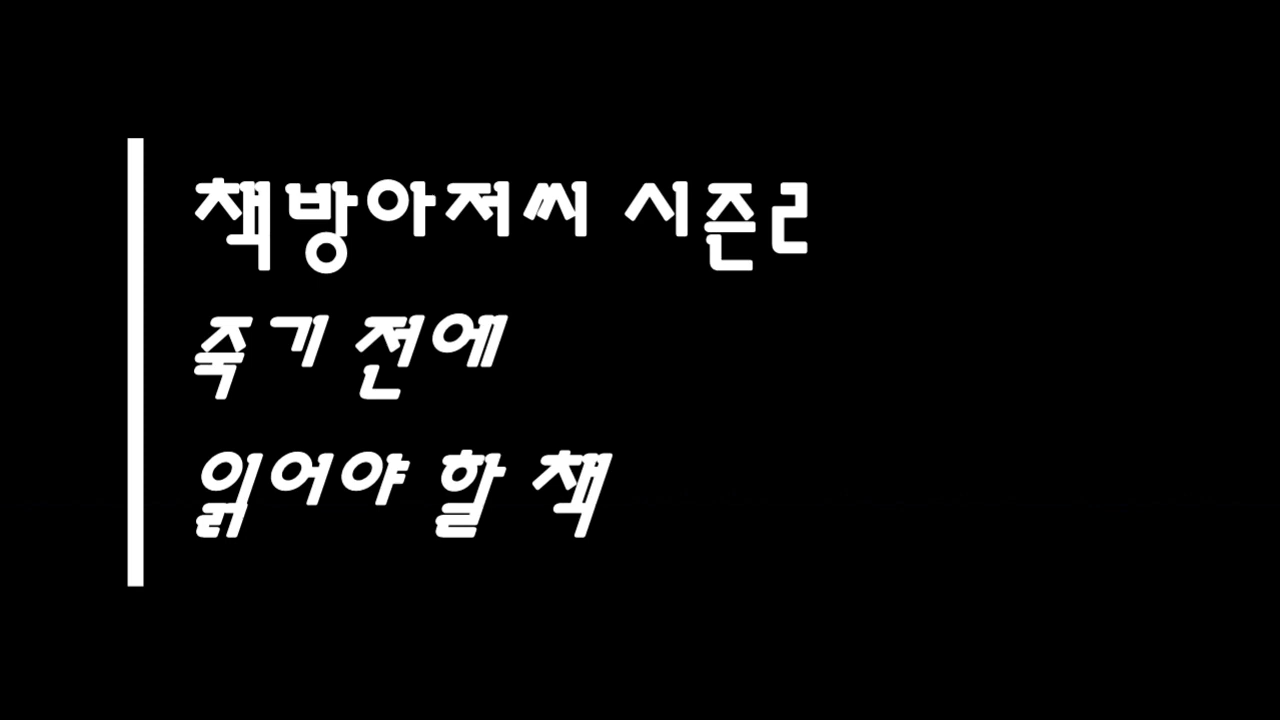 책방아저씨 시즌2
죽기 전에
읽어야 할 책